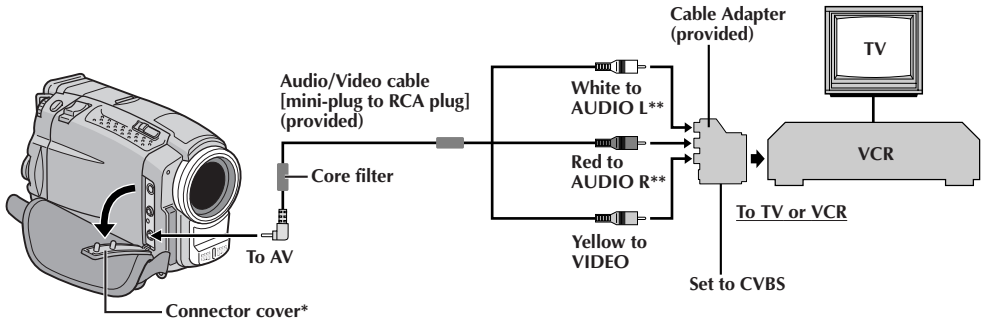 Cable Adapter
(provided)
TV
Audio/Video cable
[mini-plug to RCA plug]
(provided)
White to
AUDIO L**
Core filter
Red to
AUDIO R**
VCR
To TV or VCR
To AV
Yellow to
VIDEO
Set to CVBS
Connector cover*